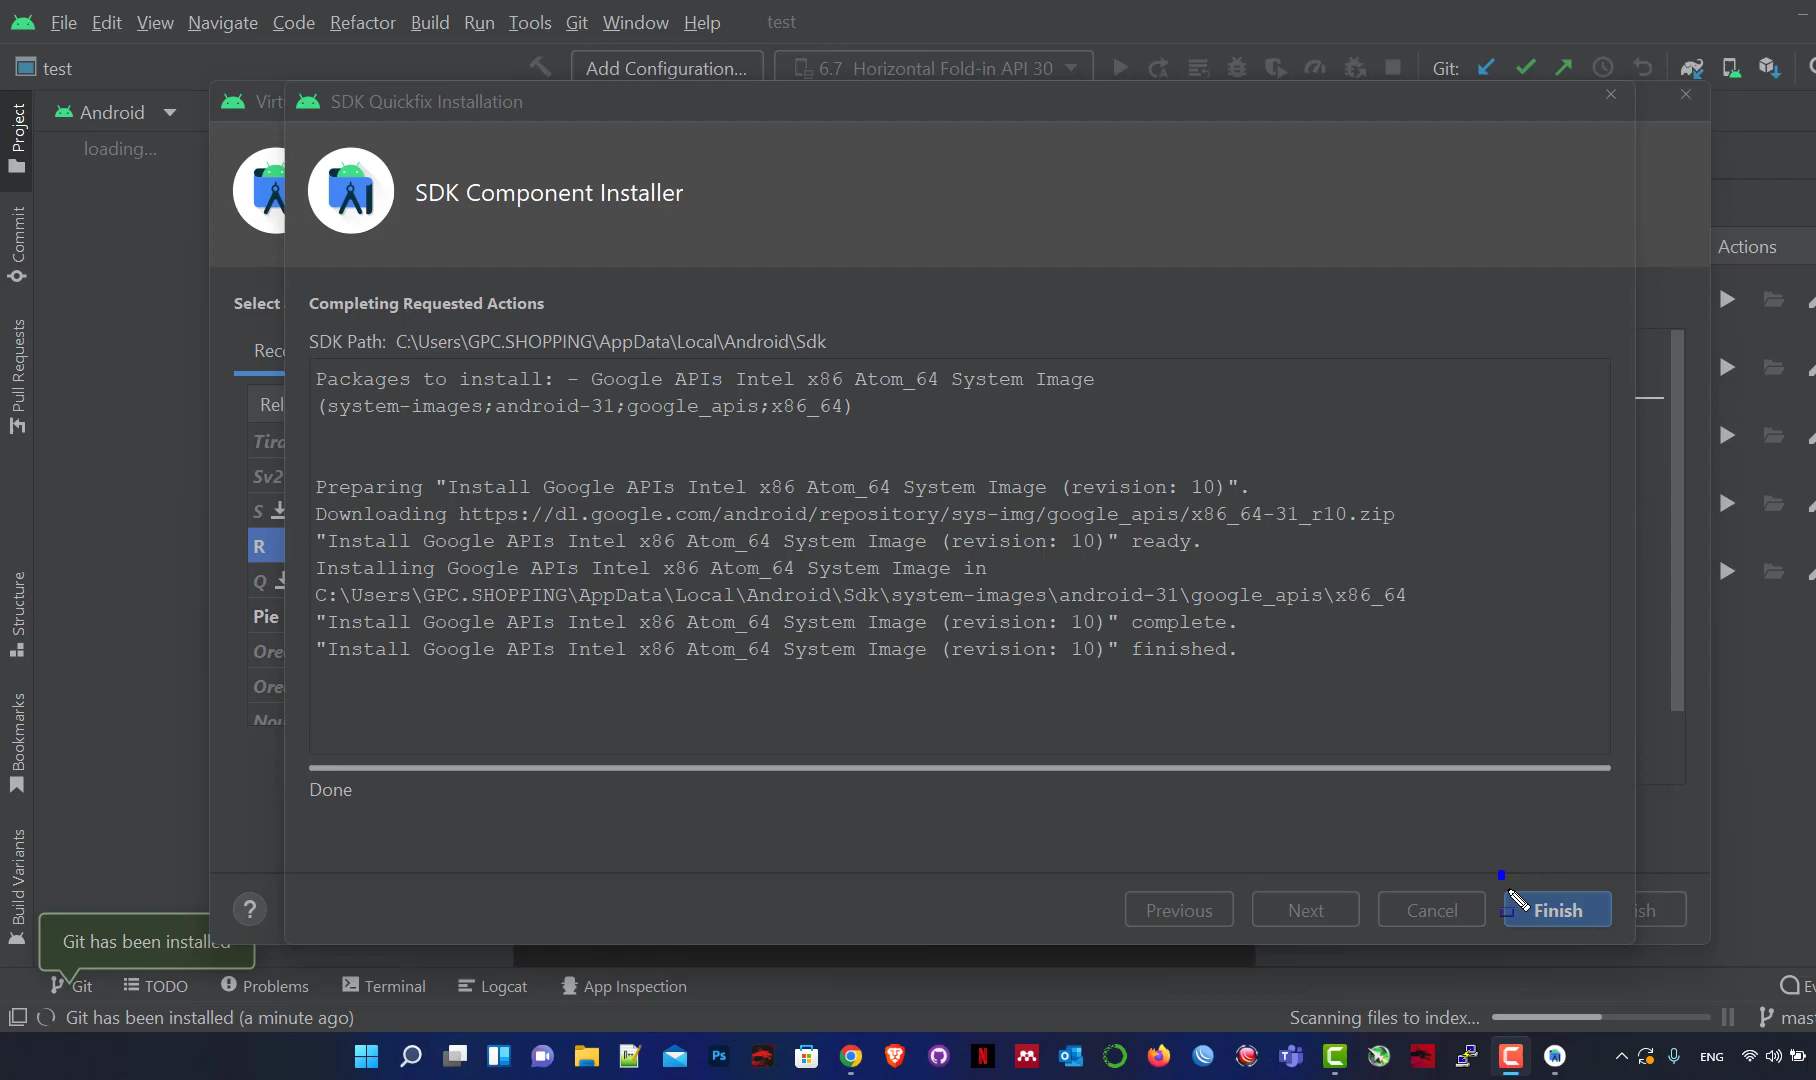 File Edit View Navigate Code Refactor Build Run Tools Git Window Help test
test Add Configuration... 6.7 Horizontal Fold-in API 30 Git:
Project
Commit
Pull Requests
Structure
Bookmarks
Build Variants
Android
loading...
SDK Quickfix Installation
SDK Component Installer
Select
Completing Requested Actions
SDK Path: C:\Users\GPC.SHOPPING\AppData\Local\Android\Sdk
Packages to install: - Google APIs Intel x86 Atom_64 System Image
(system-images;android-31;google_apis;x86_64)
Preparing "Install Google APIs Intel x86 Atom_64 System Image (revision: 10)".
Downloading https://dl.google.com/android/repository/sys-img/google_apis/x86_64-31_r10.zip
"Install Google APIs Intel x86 Atom_64 System Image (revision: 10)" ready.
Installing Google APIs Intel x86 Atom_64 System Image in
C:\Users\GPC.SHOPPING\AppData\Local\Android\Sdk\system-images\android-31\google_apis\x86_64
"Install Google APIs Intel x86 Atom_64 System Image (revision: 10)" complete.
"Install Google APIs Intel x86 Atom_64 System Image (revision: 10)" finished.
Sv2
S
R
Q
Pie
Actions
Done
? Previous Next Cancel Finish
Git has been installed
Git TODO Problems Terminal Logcat App Inspection
Git has been installed (a minute ago) Scanning files to index...
Ps ENG